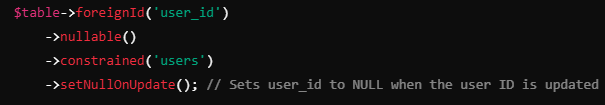 $table->foreignId('user_id')
->nullable()
->constrained('users')
->setNullOnUpdate(); // Sets user_id to NULL when the user ID is updated